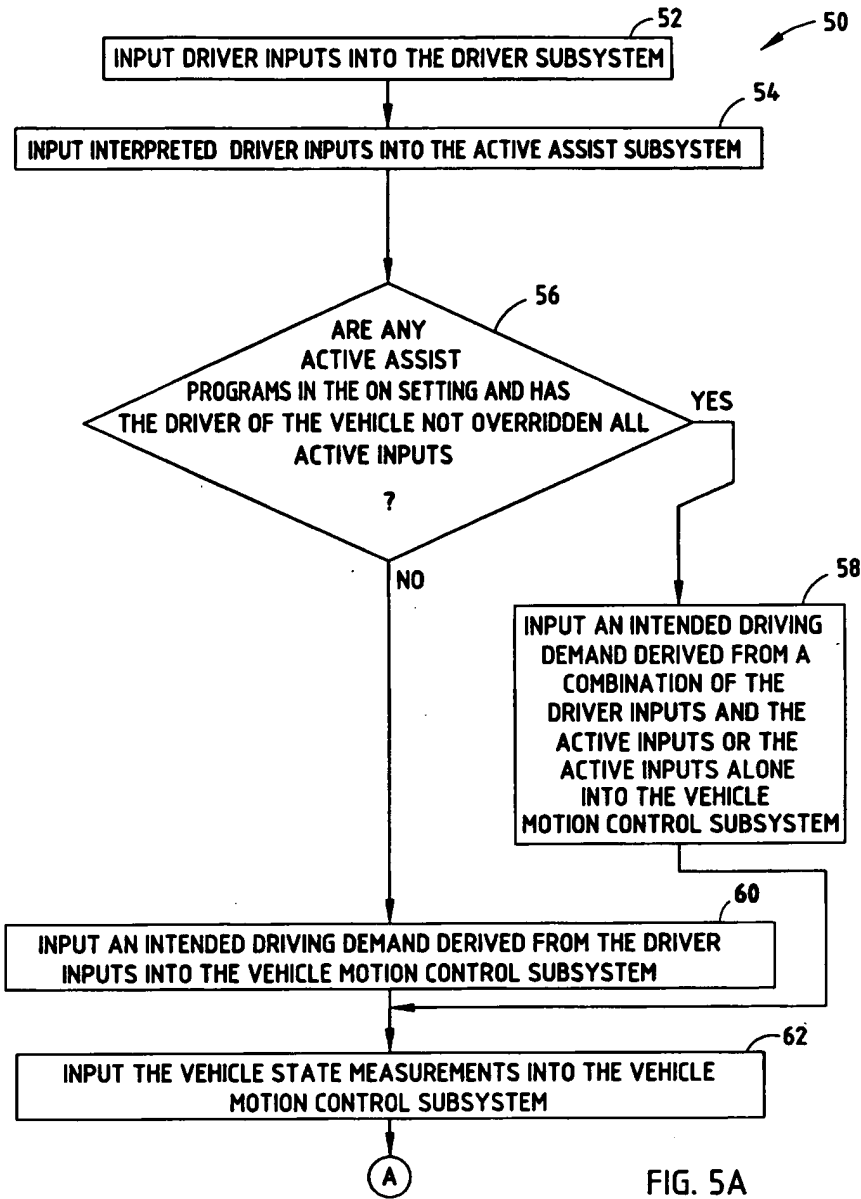 52
50
INPUT DRIVER INPUTS INTO THE DRIVER SUBSYSTEM
54
INPUT INTERPRETED DRIVER INPUTS INTO THE ACTIVE ASSIST SUBSYSTEM
56
ARE ANY
ACTIVE ASSIST
PROGRAMS IN THE ON SETTING AND HAS
THE DRIVER OF THE VEHICLE NOT OVERRIDDEN ALL
ACTIVE INPUTS
?
YES
NO
58
INPUT AN INTENDED DRIVING
DEMAND DERIVED FROM A
COMBINATION OF THE
DRIVER INPUTS AND THE
ACTIVE INPUTS OR THE
ACTIVE INPUTS ALONE
INTO THE VEHICLE
MOTION CONTROL SUBSYSTEM
60
INPUT AN INTENDED DRIVING DEMAND DERIVED FROM THE DRIVER
INPUTS INTO THE VEHICLE MOTION CONTROL SUBSYSTEM
62
INPUT THE VEHICLE STATE MEASUREMENTS INTO THE VEHICLE
MOTION CONTROL SUBSYSTEM
A
FIG. 5A